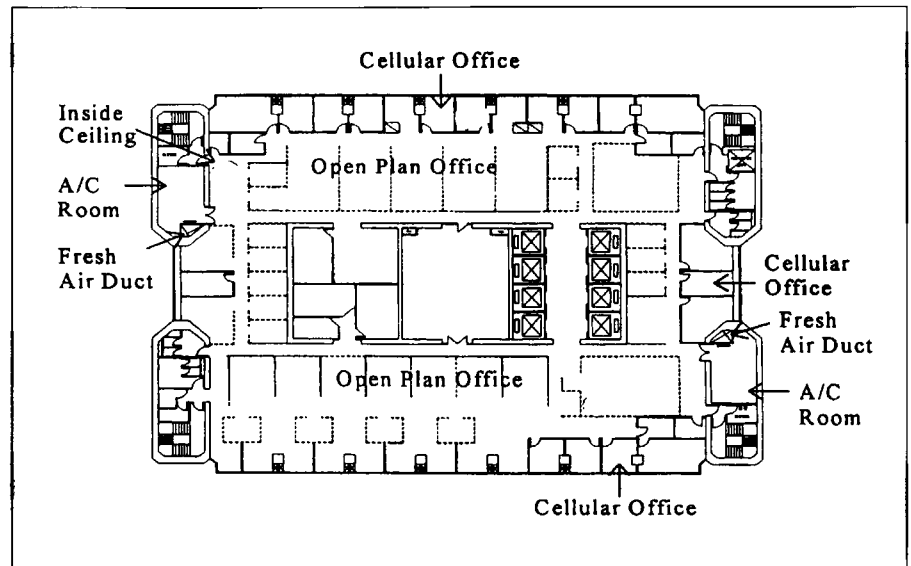 Cellular Office
Inside
Ceiling
Open Plan Office
A/C
Room
Fresh
Air Duct
Cellular
Office
Fresh
Air Duct
Open Plan Office
A/C
Room
Cellular Office